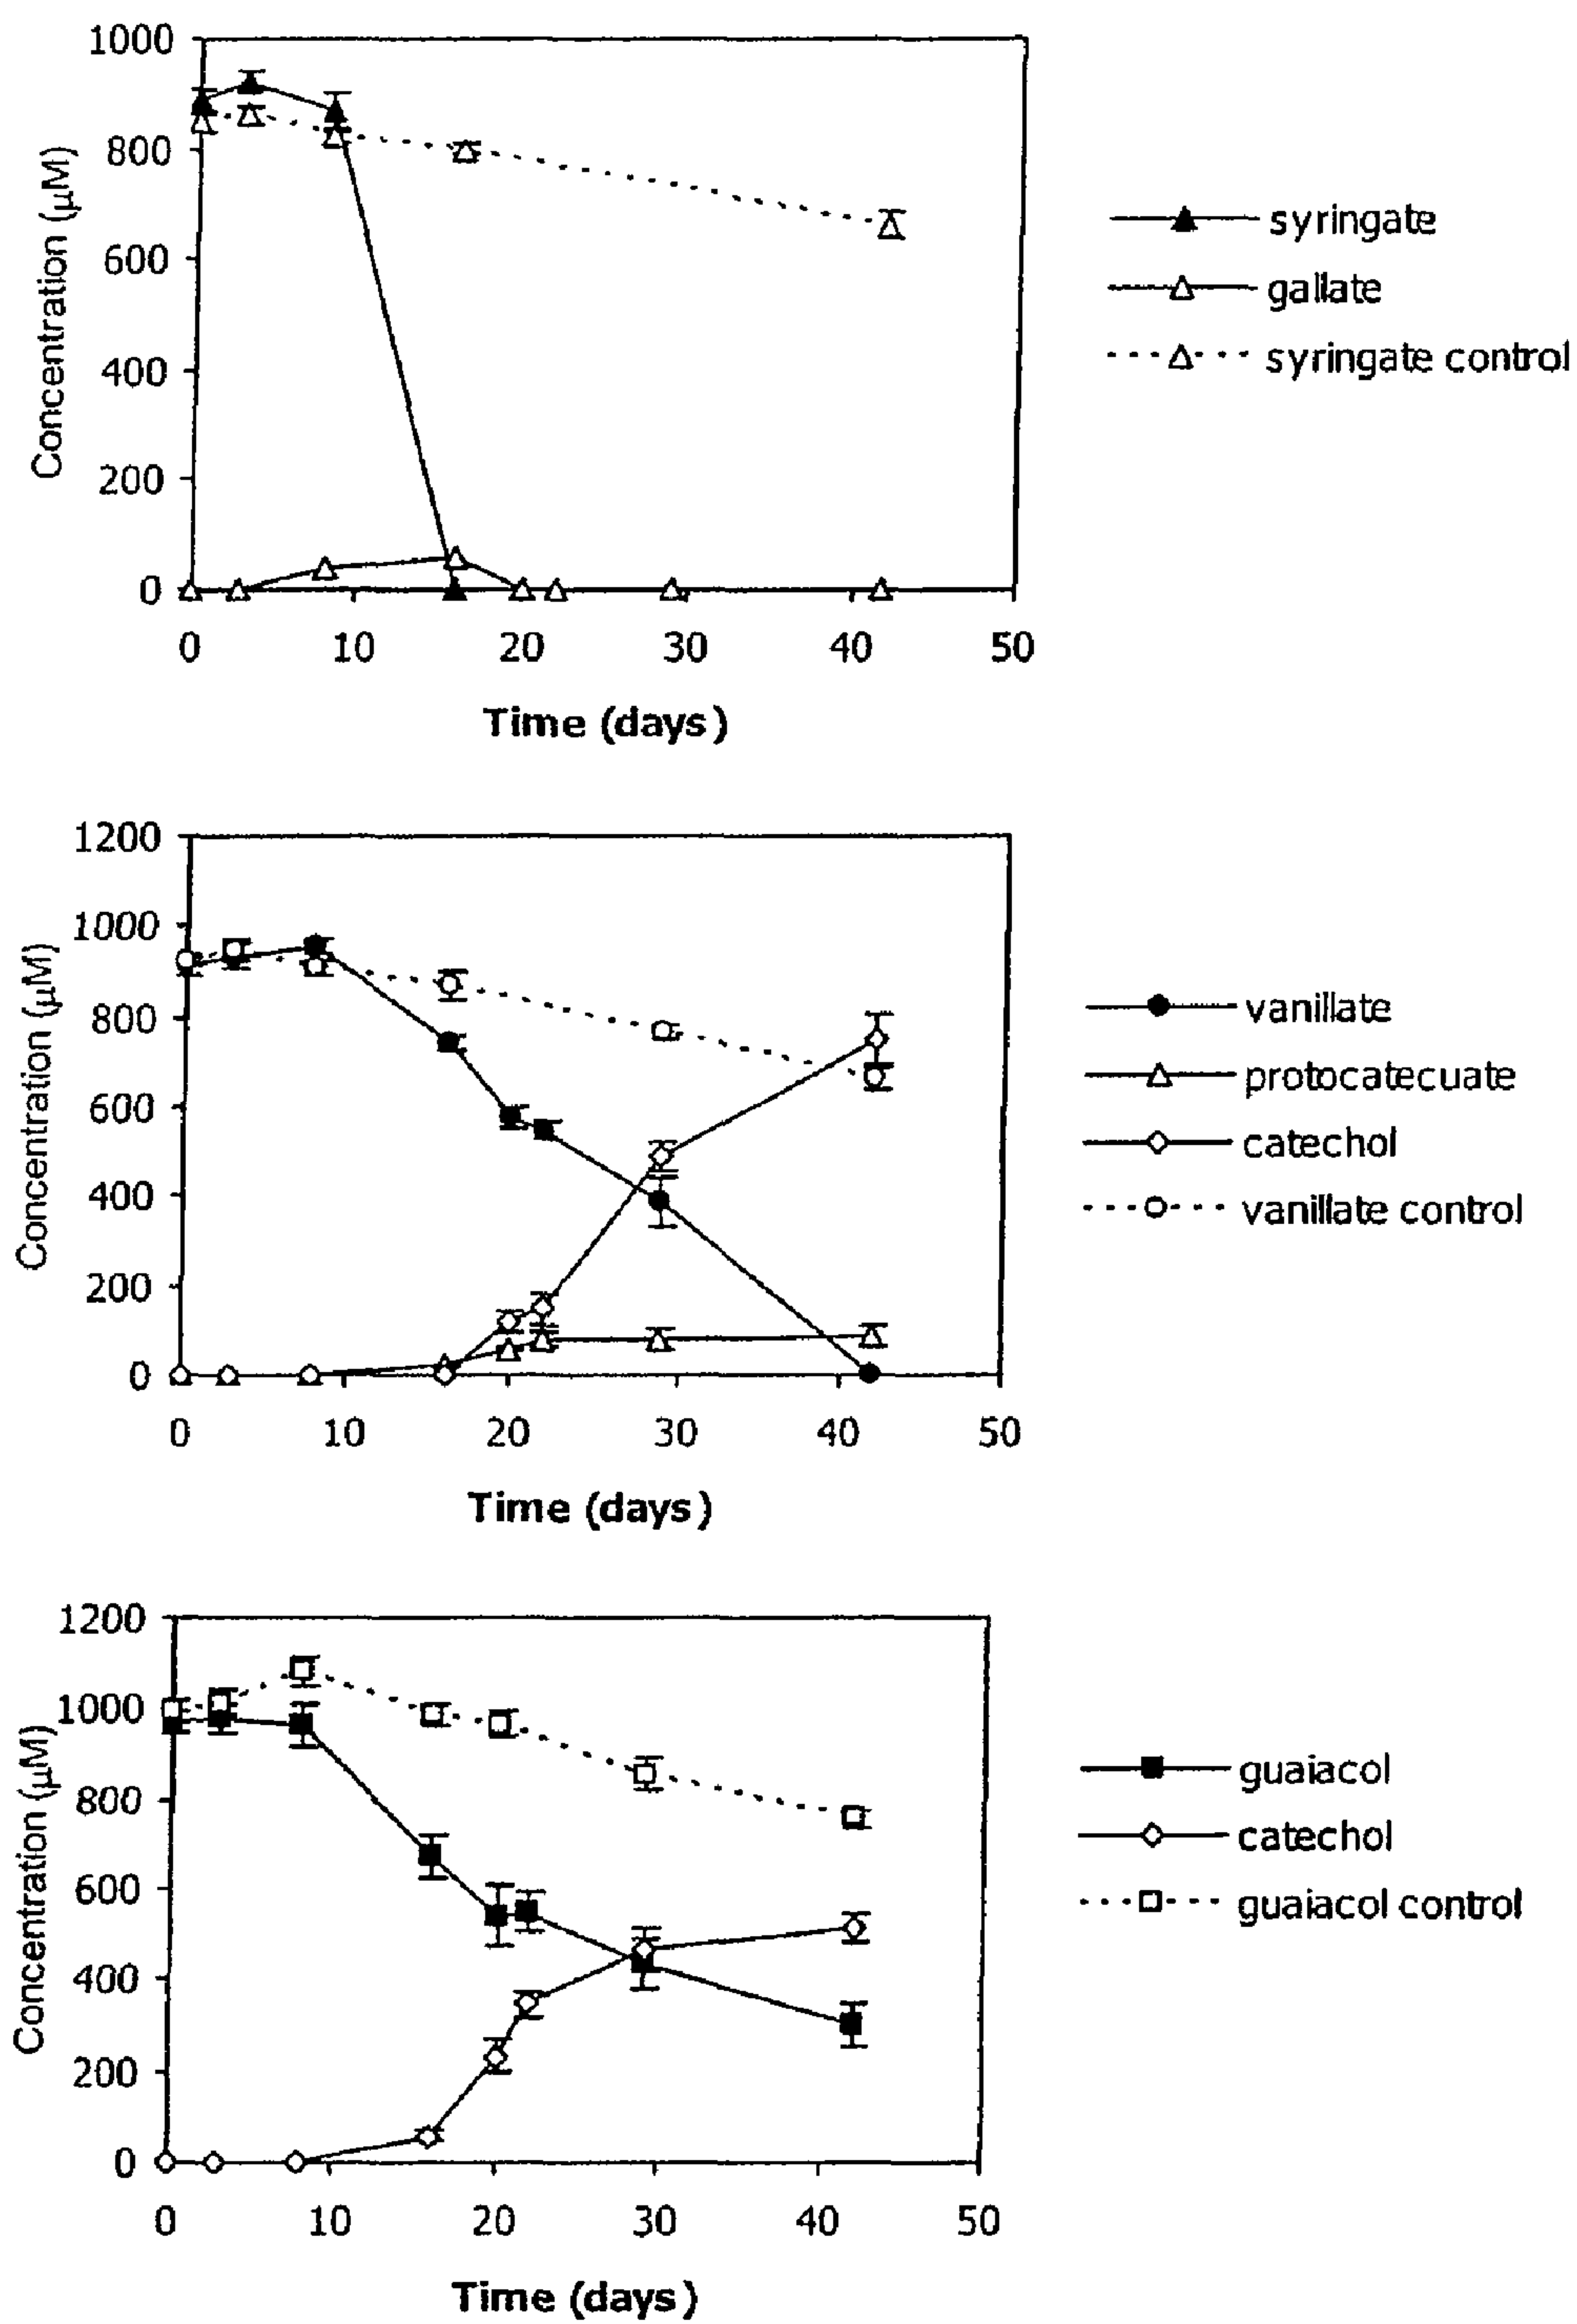 1000
800
600
400
200
0
Concentration (µM)
0 10 20 30 40 50
Time (days)
syringate
gallate
syringate control
1200
1000
800
600
400
200
0
Concentration (µM)
0 10 20 30 40 50
Time (days)
vanillate
protocatecuate
catechol
vanillate control
1200
1000
800
600
400
200
0
Concentration (µM)
0 10 20 30 40 50
Time (days)
guaiacol
catechol
guaiacol control